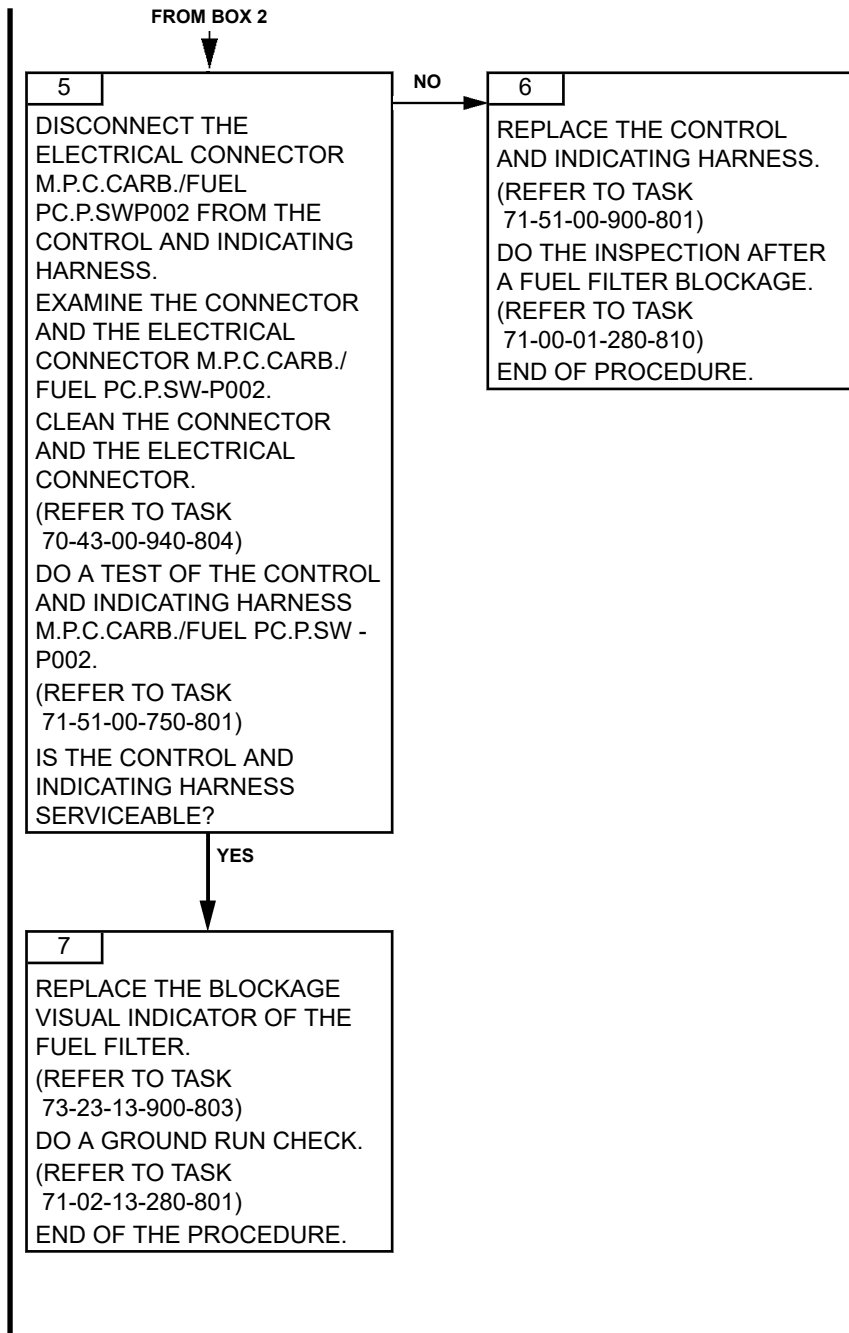 FROM BOX 2
5
DISCONNECT THE
ELECTRICAL CONNECTOR
M.P.C.CARB./FUEL
PC.P.SWP002 FROM THE
CONTROL AND INDICATING
HARNESS.
EXAMINE THE CONNECTOR
AND THE ELECTRICAL
CONNECTOR M.P.C.CARB./
FUEL PC.P.SW-P002.
CLEAN THE CONNECTOR
AND THE ELECTRICAL
CONNECTOR.
(REFER TO TASK
70-43-00-940-804)
DO A TEST OF THE CONTROL
AND INDICATING HARNESS
M.P.C.CARB./FUEL PC.P.SW -
P002.
(REFER TO TASK
71-51-00-750-801)
IS THE CONTROL AND
INDICATING HARNESS
SERVICEABLE?
NO
6
REPLACE THE CONTROL
AND INDICATING HARNESS.
(REFER TO TASK
71-51-00-900-801)
DO THE INSPECTION AFTER
A FUEL FILTER BLOCKAGE.
(REFER TO TASK
71-00-01-280-810)
END OF PROCEDURE.
YES
7
REPLACE THE BLOCKAGE
VISUAL INDICATOR OF THE
FUEL FILTER.
(REFER TO TASK
73-23-13-900-803)
DO A GROUND RUN CHECK.
(REFER TO TASK
71-02-13-280-801)
END OF THE PROCEDURE.